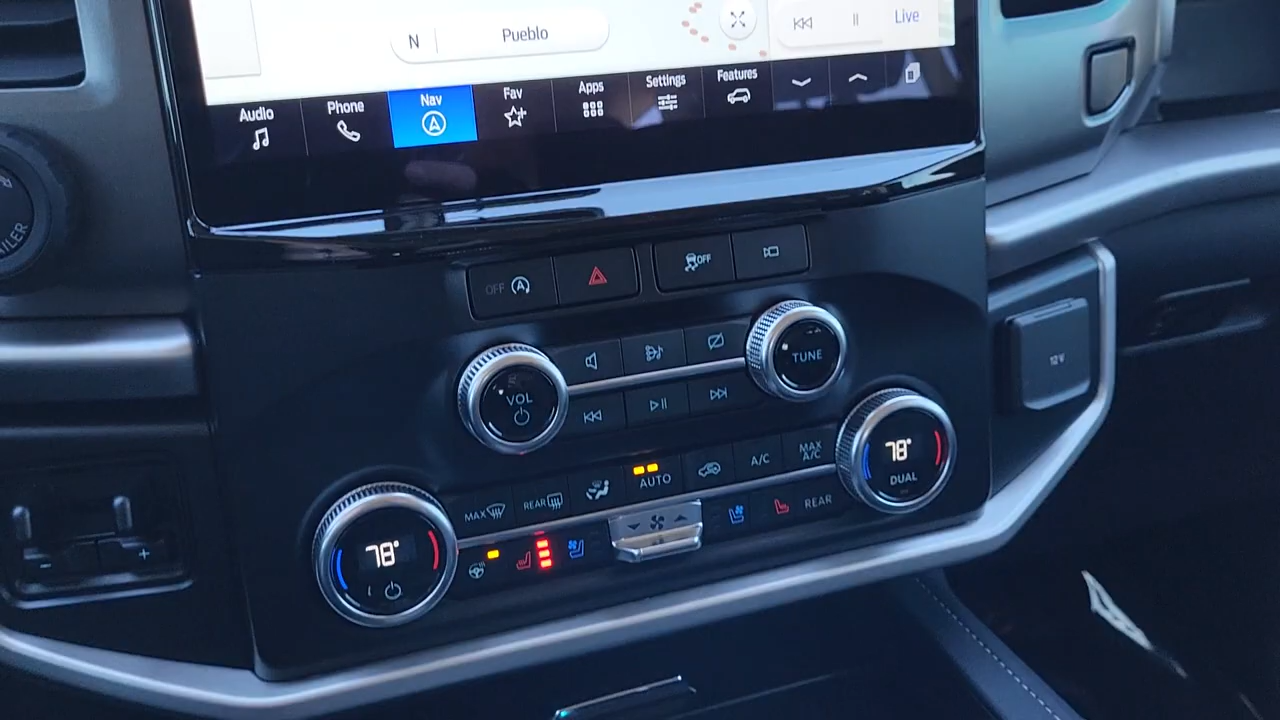 N Pueblo
Live
Audio Phone Nav Fav Apps Settings Features
OFF A OFF
VOL
TUNE
12V
MAX REAR AUTO A/C MAX A/C
78°
DUAL
78°
REAR
- +